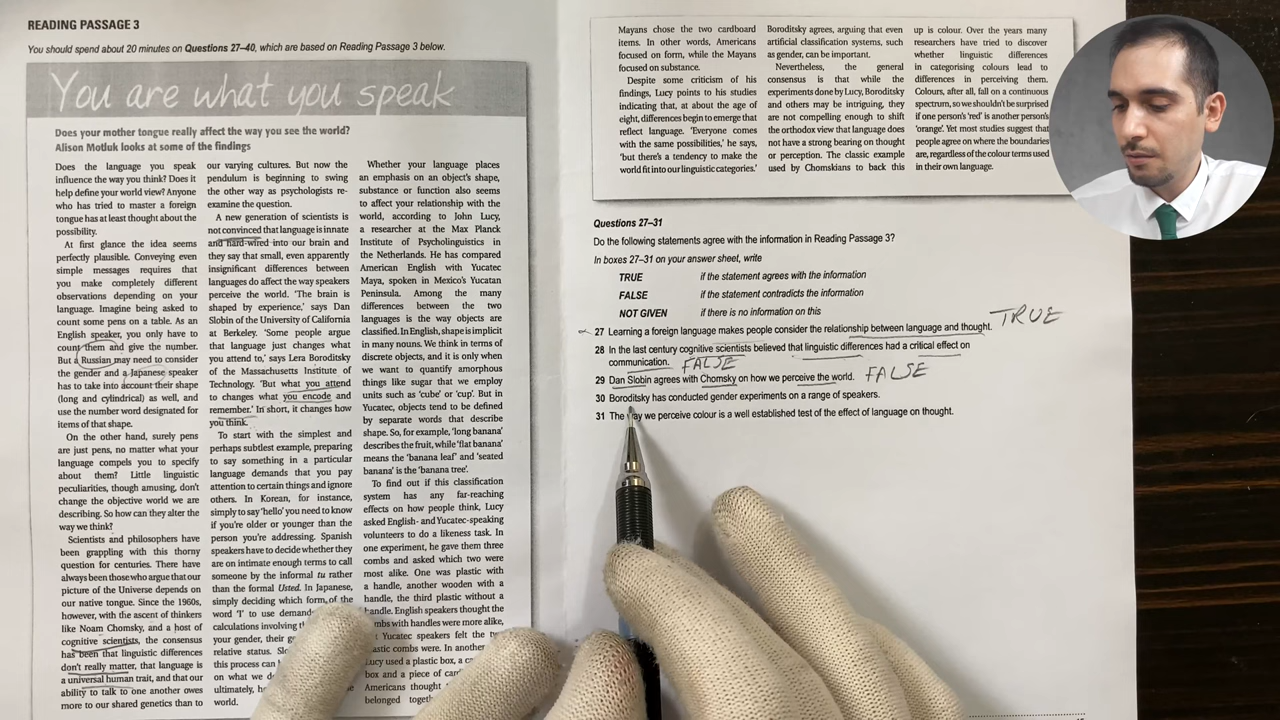 READING PASSAGE 3
You should spend about 20 minutes on Questions 27–40, which are based on Reading Passage 3 below.
You are what you speak
Does your mother tongue really affect the way you see the world?
Alison Motluk looks at some of the findings
Does the language you speak
influence the way you think? Does it
help define your world view? Anyone
who has tried to master a foreign
tongue has at least thought about the
possibility.
At first glance the idea seems
perfectly plausible. Conveying even
simple messages requires that
you make completely different
observations depending on your
language. Imagine being asked to
count some pens on a table. As an
English speaker, you only have to
count them and give the number.
But a Russian may need to consider
the gender and a Japanese speaker
has to take into account their shape
(long and cylindrical) as well, and
use the number word designated for
items of that shape.
On the other hand, surely pens
are just pens, no matter what your
language compels you to specify
about them? Little linguistic
peculiarities, though amusing, don't
change the objective world we are
describing. So how can they alter the
way we think?
Scientists and philosophers have
been grappling with this thorny
question for centuries. There have
always been those who argue that our
picture of the Universe depends on
our native tongue. Since the 1960s,
however, with the ascent of thinkers
like Noam Chomsky, and a host of
cognitive scientists, the consensus
has been that linguistic differences
don't really matter, that language is
a universal human trait, and that our
ability to talk to one another owes
more to our shared genetics than to
our varying cultures. But now the
pendulum is beginning to swing
the other way as psychologists re-
examine the question.
A new generation of scientists is
not convinced that language is innate
and hard-wired into our brain and
they say that small, even apparently
insignificant differences between
languages do affect the way speakers
perceive the world. 'The brain is
shaped by experience,' says Dan
Slobin of the University of California
at Berkeley. 'Some people argue
that language just changes what
you attend to,' says Lera Boroditsky
of the Massachusetts Institute of
Technology. 'But what you attend
to changes what you encode and
remember.' In short, it changes how
you think.
To start with the simplest and
perhaps subtlest example, preparing
to say something in a particular
language demands that you pay
attention to certain things and ignore
others. In Korean, for instance,
simply to say 'hello' you need to know
if you're older or younger than the
person you're addressing. Spanish
speakers have to decide whether they
are on intimate enough terms to call
someone by the informal tu rather
than the formal Usted. In Japanese,
simply deciding which form of the
word 'I' to use demands
calculations involving
your gender, their
relative status.
this process can
on what we
ultimately,
world.
Whether your language places
an emphasis on an object's shape,
substance or function also seems
to affect your relationship with the
world, according to John Lucy,
a researcher at the Max Planck
Institute of Psycholinguistics in
the Netherlands. He has compared
American English with Yucatec
Maya, spoken in Mexico's Yucatan
Peninsula. Among the many
differences between the two
languages is the way objects are
classified. In English, shape is implicit
in many nouns. We think in terms of
discrete objects, and it is only when
we want to quantify amorphous
things like sugar that we employ
units such as 'cube' or 'cup'. But in
Yucatec, objects tend to be defined
by separate words that describe
shape. So, for example, 'long banana'
describes the fruit, while 'flat banana'
means the 'banana leaf' and 'seated
banana' is the 'banana tree'.
To find out if this classification
system has any far-reaching
effects on how people think, Lucy
asked English- and Yucatec-speaking
volunteers to do a likeness task. In
one experiment, he gave them three
combs and asked which two were
most alike. One was plastic with
a handle, another wooden with a
handle, the third plastic without a
handle. English speakers thought the
combs with handles were more alike,
Yucatec speakers felt the
plastic combs were. In another
Lucy used a plastic box, a
box and a piece of
Americans thought
belonged
Mayans chose the two cardboard
items. In other words, Americans
focused on form, while the Mayans
focused on substance.
Despite some criticism of his
findings, Lucy points to his studies
indicating that, at about the age of
eight, differences begin to emerge that
reflect language. 'Everyone comes
with the same possibilities,' he says,
'but there's a tendency to make the
world fit into our linguistic categories.'
Boroditsky agrees, arguing that even
artificial classification systems, such
as gender, can be important.
Nevertheless, the general
consensus is that while the
experiments done by Lucy, Boroditsky
and others may be intriguing, they
are not compelling enough to shift
the orthodox view that language does
not have a strong bearing on thought
or perception. The classic example
used by Chomskians to back this
up is colour. Over the years many
researchers have tried to discover
whether linguistic differences
in categorising colours lead to
differences in perceiving them.
Colours, after all, fall on a continuous
spectrum, so we shouldn't be surprised
if one person's 'red' is another person's
'orange'. Yet most studies suggest that
people agree on where the boundaries
are, regardless of the colour terms used
in their own language.
Questions 27–31
Do the following statements agree with the information in Reading Passage 3?
In boxes 27–31 on your answer sheet, write
TRUE if the statement agrees with the information
FALSE if the statement contradicts the information
NOT GIVEN if there is no information on this
27 Learning a foreign language makes people consider the relationship between language and thought. TRUE
28 In the last century cognitive scientists believed that linguistic differences had a critical effect on
communication. FALSE
29 Dan Slobin agrees with Chomsky on how we perceive the world. FALSE
30 Boroditsky has conducted gender experiments on a range of speakers.
31 The way we perceive colour is a well established test of the effect of language on thought.